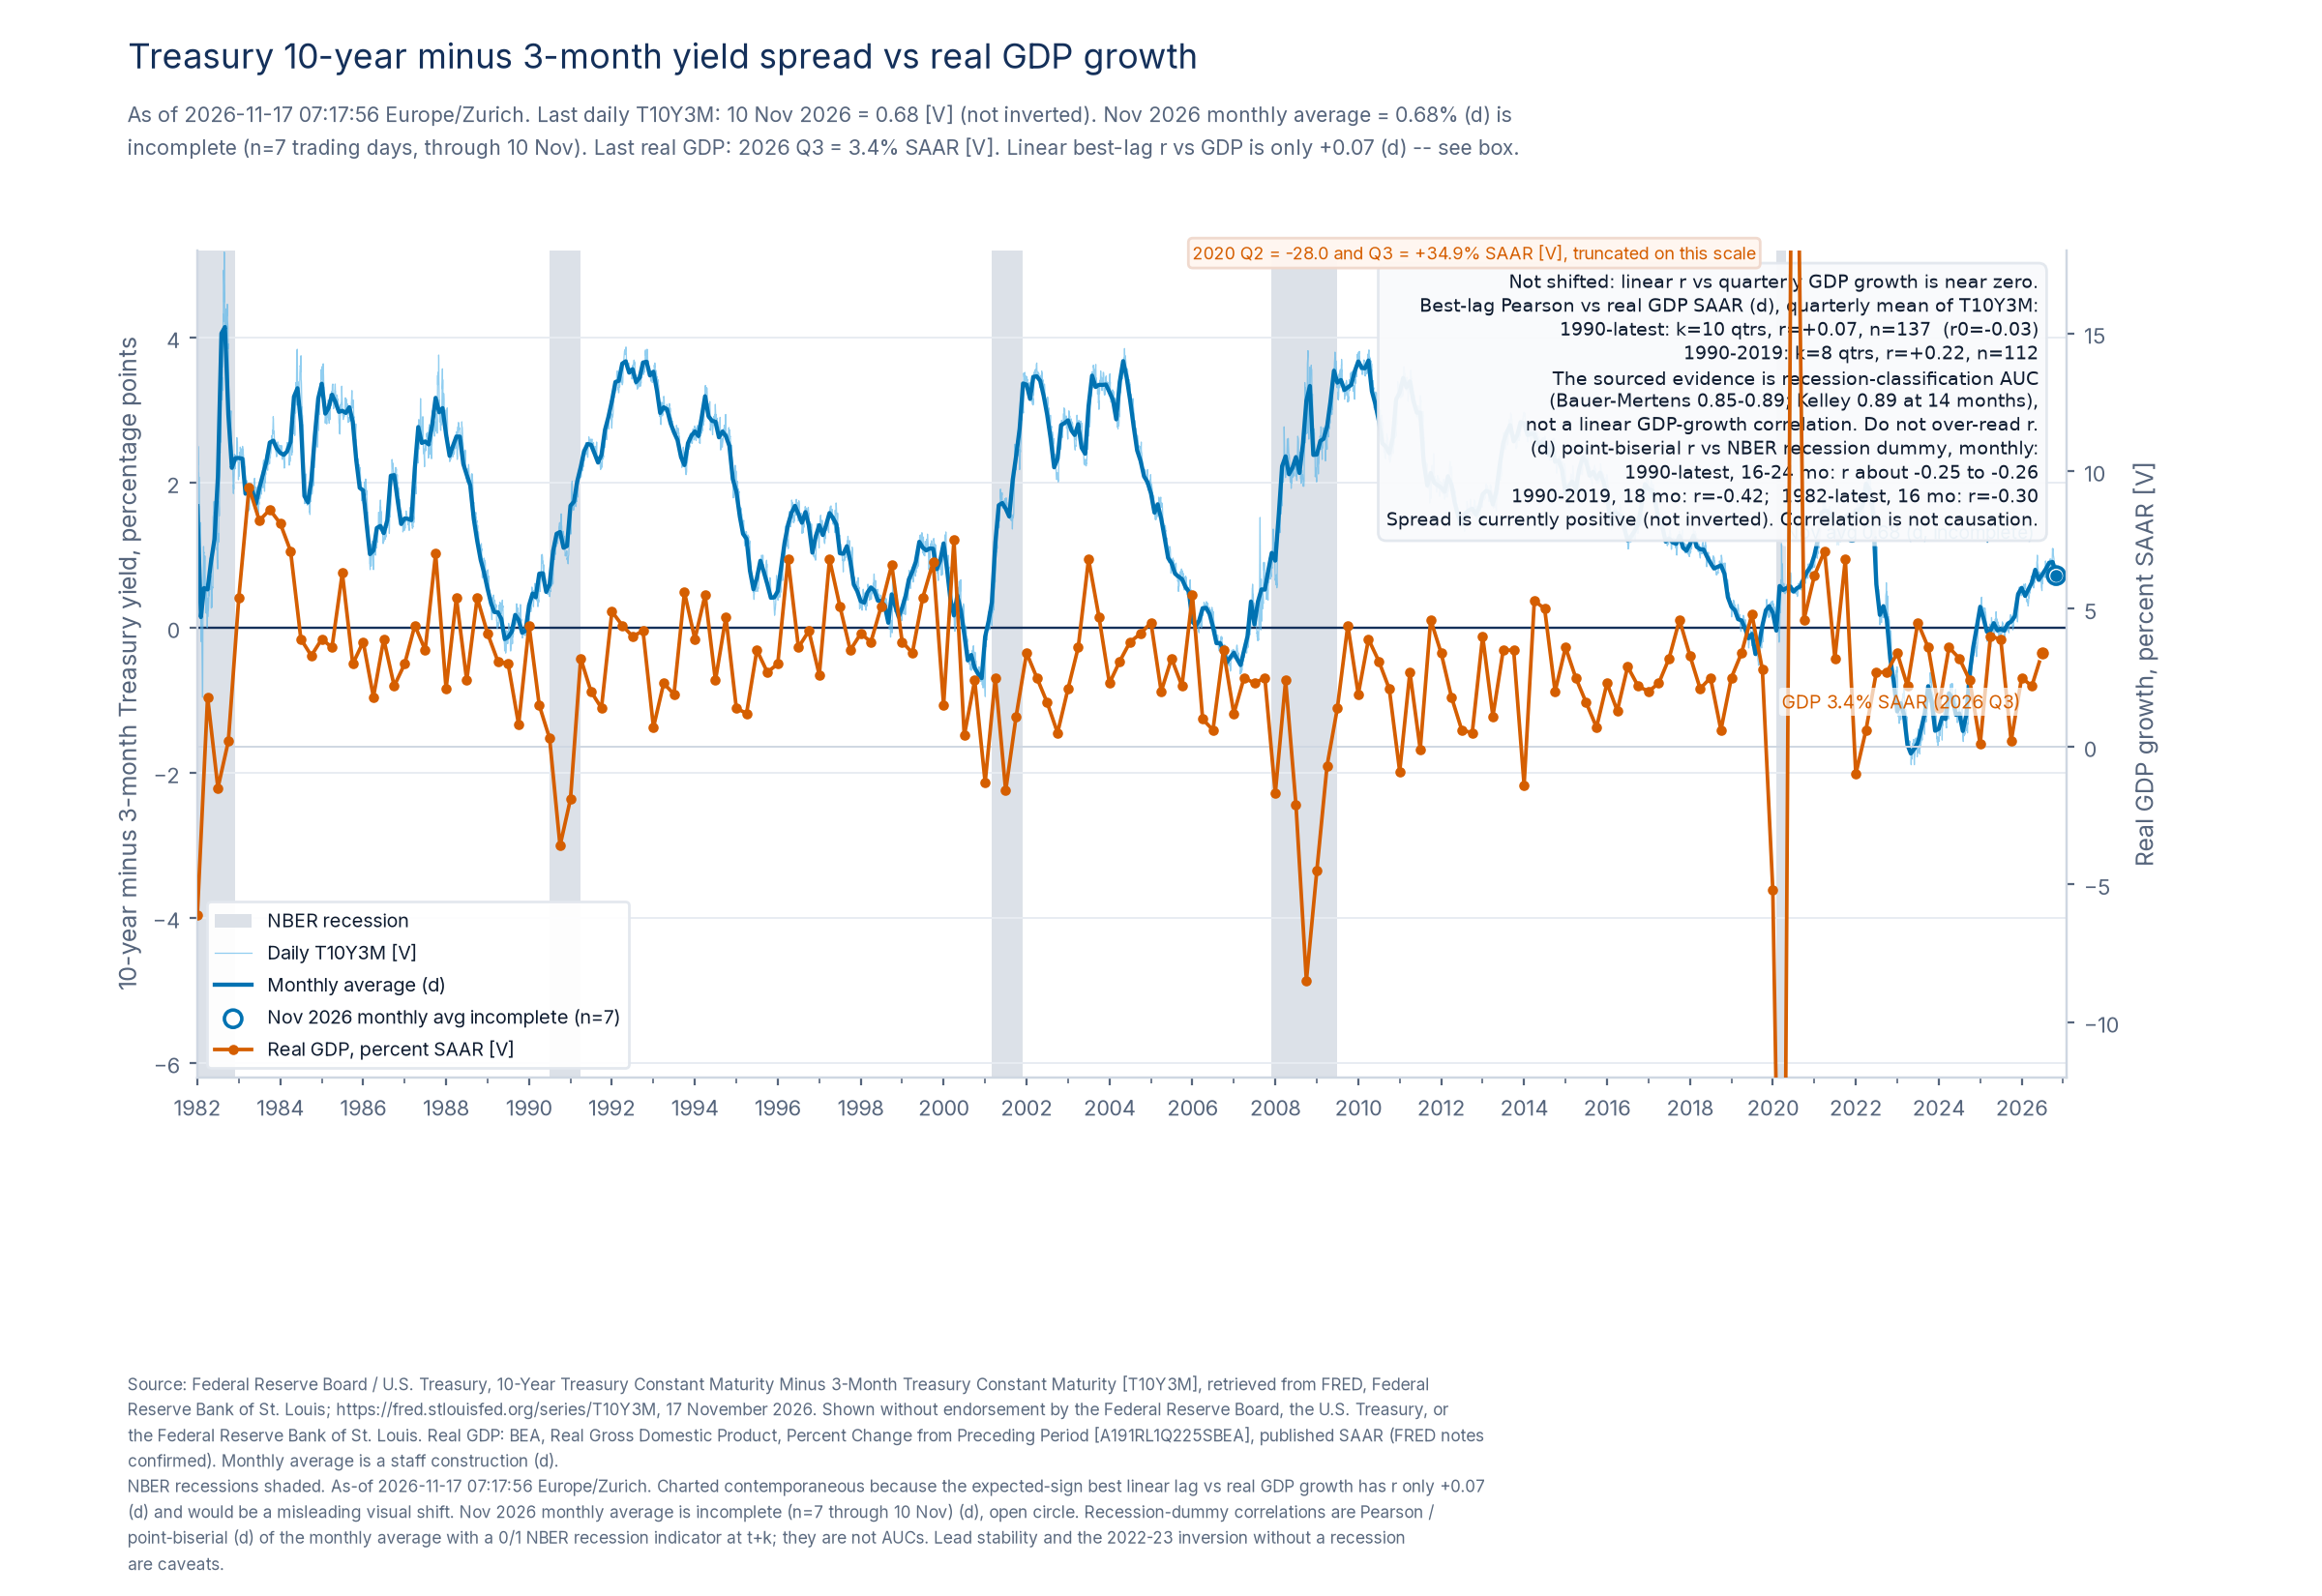 Treasury 10-year minus 3-month yield spread vs real GDP growth
As of 2026-11-17 07:17:56 Europe/Zurich. Last daily T10Y3M: 10 Nov 2026 = 0.68 [V] (not inverted). Nov 2026 monthly average = 0.68% (d) is
incomplete (n=7 trading days, through 10 Nov). Last real GDP: 2026 Q3 = 3.4% SAAR [V]. Linear best-lag r vs GDP is only +0.07 (d) -- see box.
2020 Q2 = -28.0 and Q3 = +34.9% SAAR [V], truncated on this scale
Not shifted: linear r vs quarterly GDP growth is near zero.
Best-lag Pearson vs real GDP SAAR (d), quarterly mean of T10Y3M:
1990-latest: k=10 qtrs, r=+0.07, n=137 (r0=-0.03)
1990-2019: k=8 qtrs, r=+0.22, n=112
The sourced evidence is recession-classification AUC
(Bauer-Mertens 0.85-0.89; Kelley 0.89 at 14 months),
not a linear GDP-growth correlation. Do not over-read r.
(d) point-biserial r vs NBER recession dummy, monthly:
1990-latest, 16-24 mo: r about -0.25 to -0.26
1990-2019, 18 mo: r=-0.42; 1982-latest, 16 mo: r=-0.30
Spread is currently positive (not inverted). Correlation is not causation.
10-year minus 3-month Treasury yield, percentage points
4
2
0
−2
−4
−6
Real GDP growth, percent SAAR [V]
15
10
5
0
−5
−10
GDP 3.4% SAAR (2026 Q3)
NBER recession
Daily T10Y3M [V]
Monthly average (d)
Nov 2026 monthly avg incomplete (n=7)
Real GDP, percent SAAR [V]
1982 1984 1986 1988 1990 1992 1994 1996 1998 2000 2002 2004 2006 2008 2010 2012 2014 2016 2018 2020 2022 2024 2026
Source: Federal Reserve Board / U.S. Treasury, 10-Year Treasury Constant Maturity Minus 3-Month Treasury Constant Maturity [T10Y3M], retrieved from FRED, Federal
Reserve Bank of St. Louis; https://fred.stlouisfed.org/series/T10Y3M, 17 November 2026. Shown without endorsement by the Federal Reserve Board, the U.S. Treasury, or
the Federal Reserve Bank of St. Louis. Real GDP: BEA, Real Gross Domestic Product, Percent Change from Preceding Period [A191RL1Q225SBEA], published SAAR (FRED notes
confirmed). Monthly average is a staff construction (d).
NBER recessions shaded. As-of 2026-11-17 07:17:56 Europe/Zurich. Charted contemporaneous because the expected-sign best linear lag vs real GDP growth has r only +0.07
(d) and would be a misleading visual shift. Nov 2026 monthly average is incomplete (n=7 through 10 Nov) (d), open circle. Recession-dummy correlations are Pearson /
point-biserial (d) of the monthly average with a 0/1 NBER recession indicator at t+k; they are not AUCs. Lead stability and the 2022-23 inversion without a recession
are caveats.